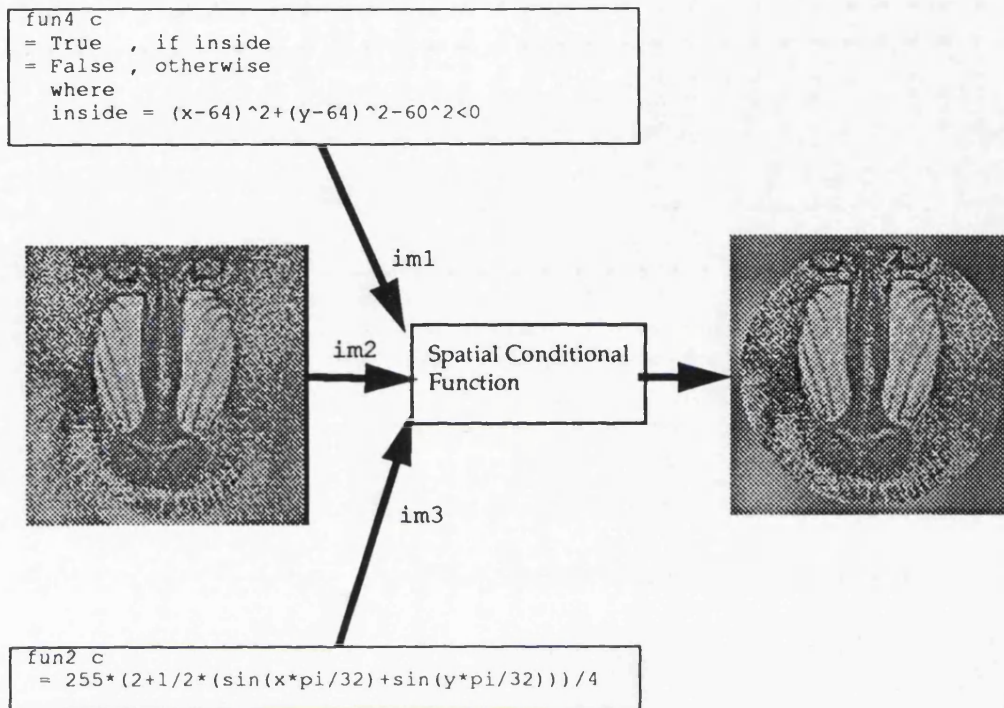 fun4 c
= True , if inside
= False , otherwise
where
inside = (x-64)^2+(y-64)^2-60^2<0
im1
im2
Spatial Conditional
Function
im3
fun2 c
= 255*(2+1/2*(sin(x*pi/32)+sin(y*pi/32)))/4